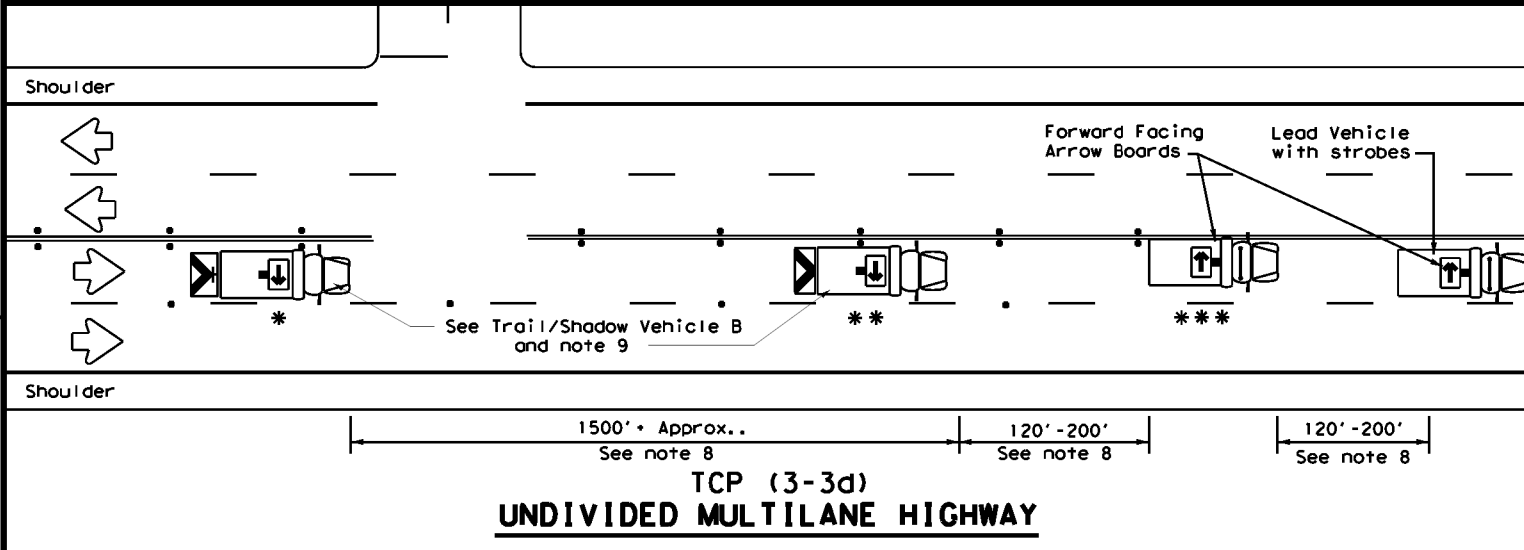 Shoulder
Forward Facing
Arrow Boards
Lead Vehicle
with strobes
*
**
***
See Trail/Shadow Vehicle B
and note 9
Shoulder
1500'+ Approx..
See note 8
120'-200'
See note 8
120'-200'
See note 8
TCP (3-3d)
UNDIVIDED MULTILANE HIGHWAY